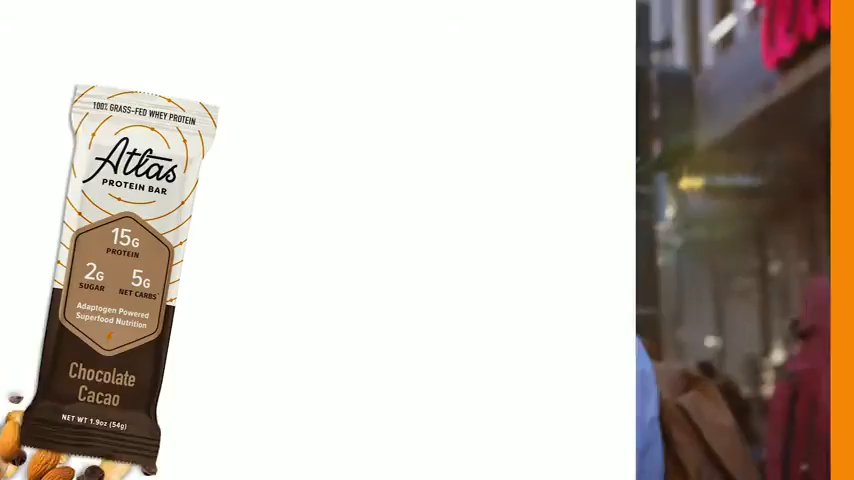 100% GRASS-FED WHEY PROTEIN
Atlas
PROTEIN BAR
15G
PROTEIN
2G 5G
SUGAR NET CARBS*
Adaptogen Powered
Superfood Nutrition
Chocolate
Cacao
NET WT 1.9oz (54g)